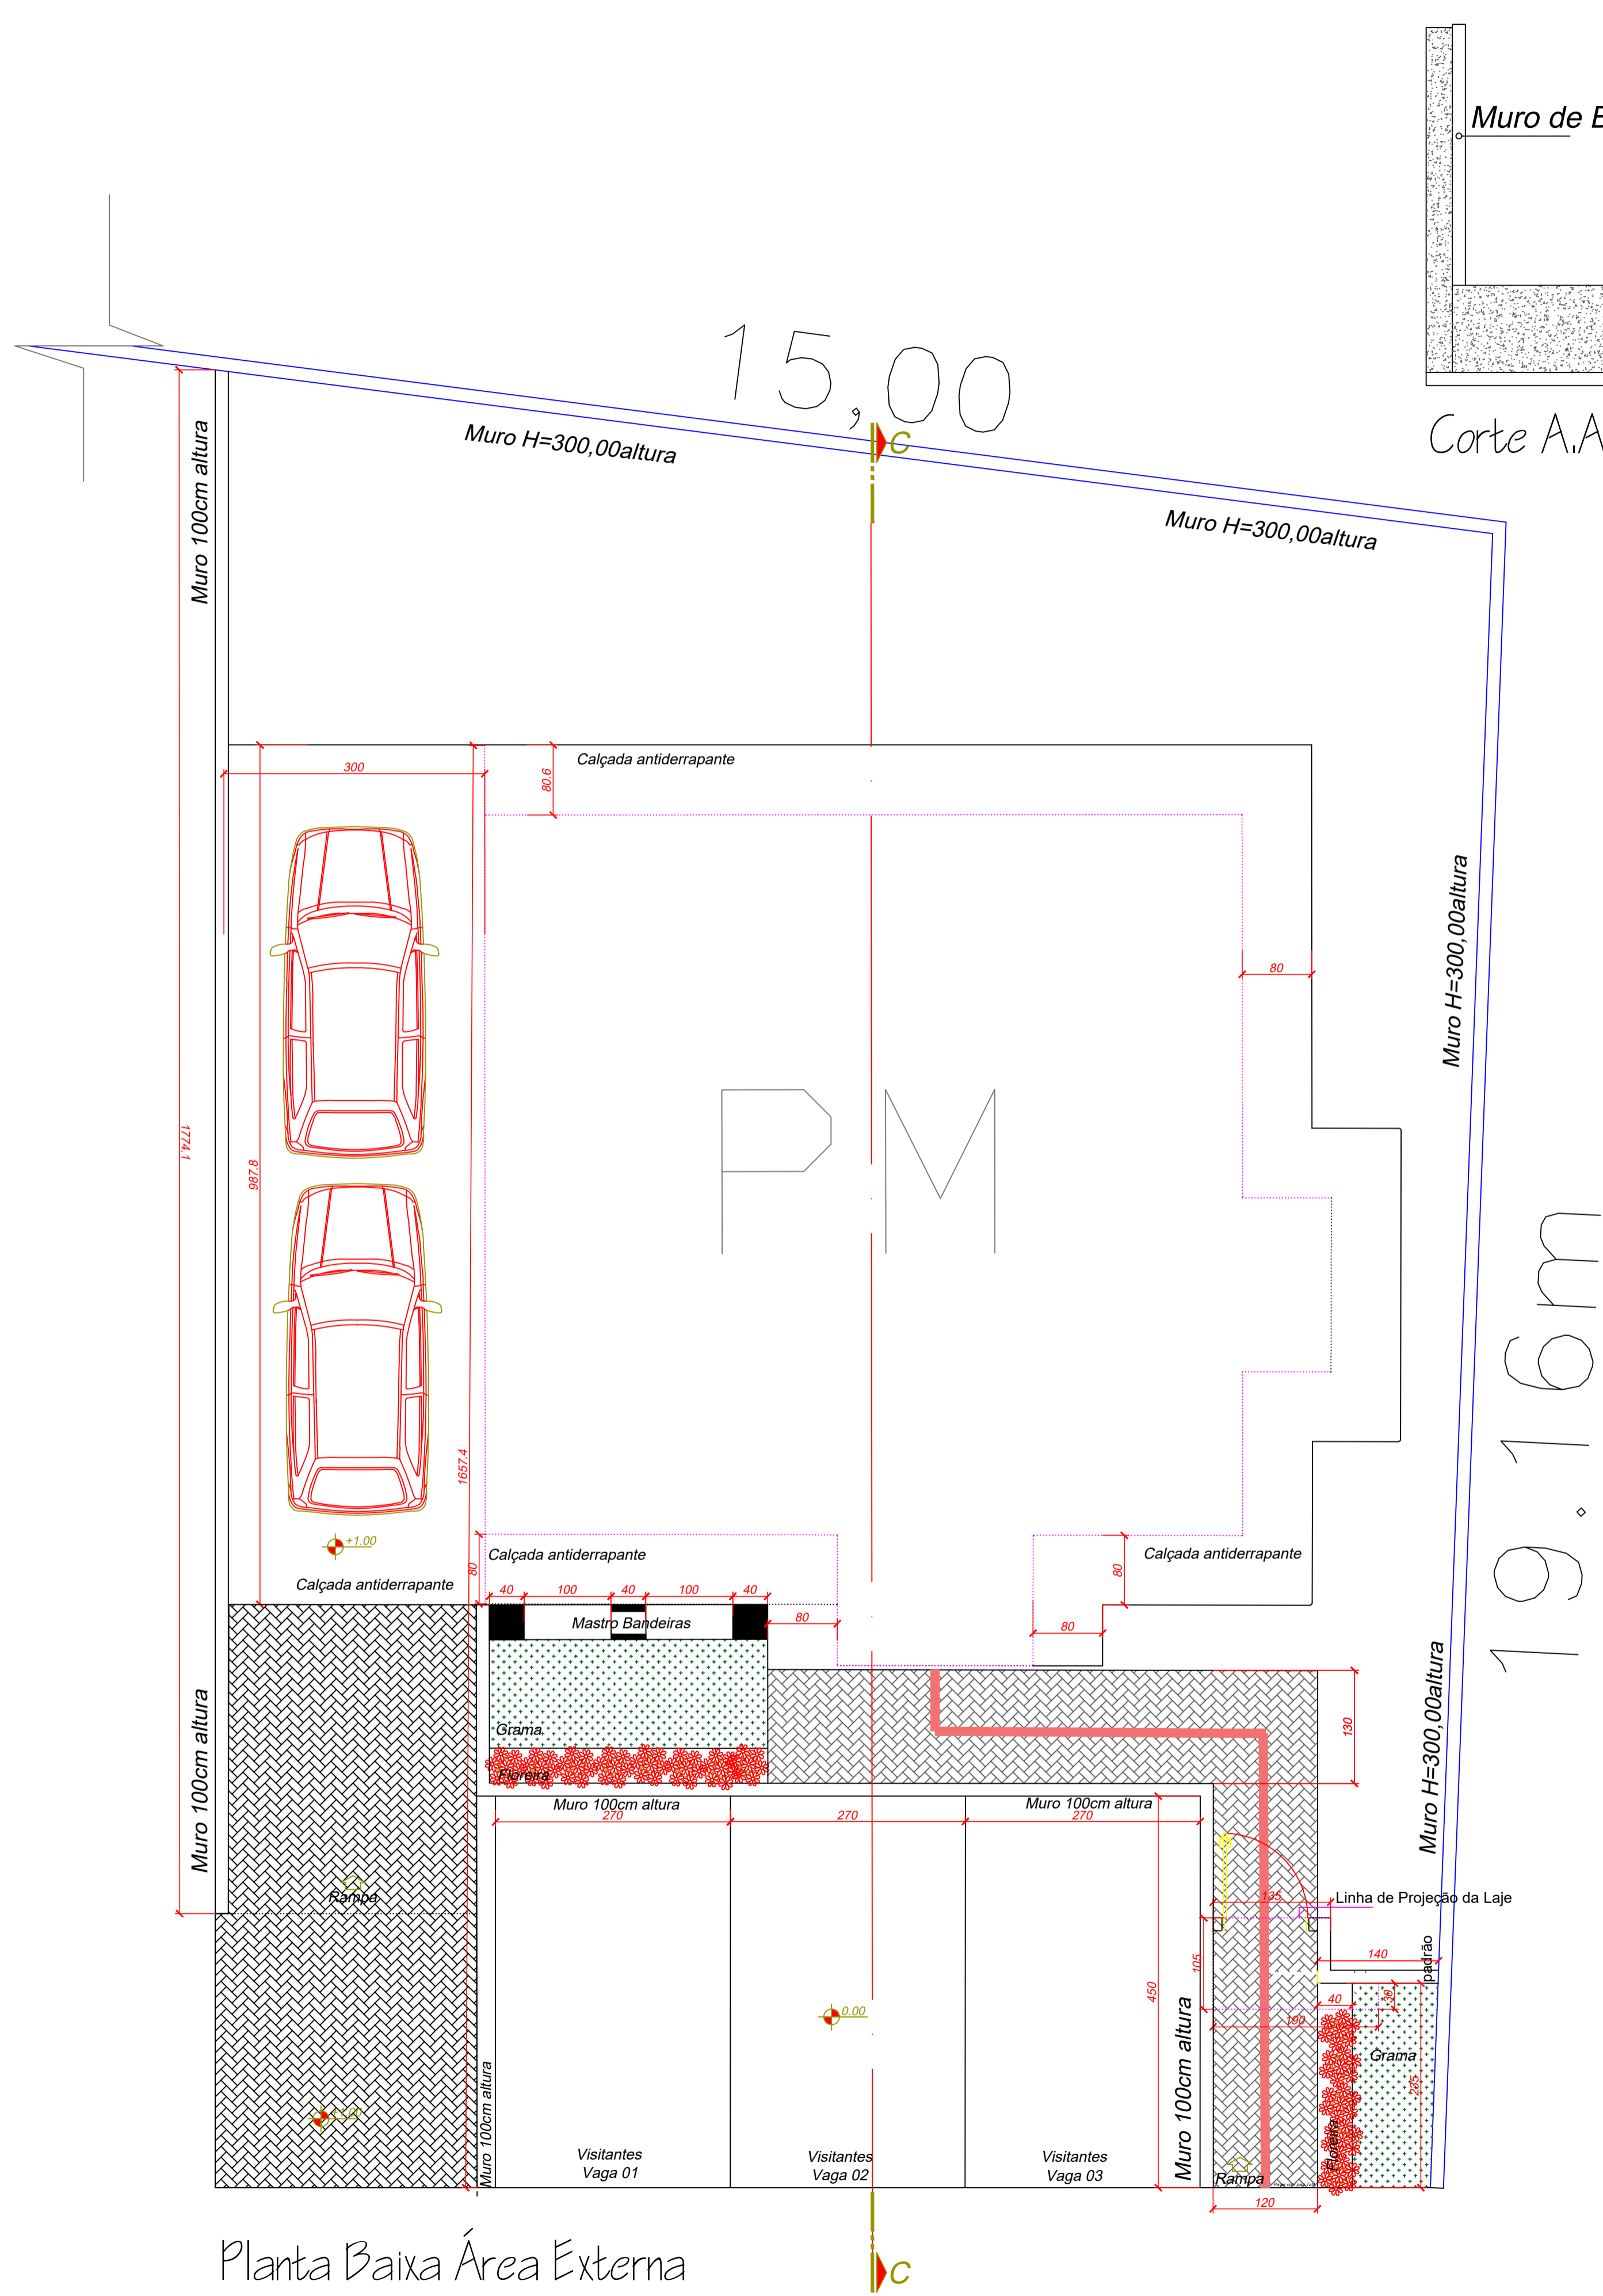 Muro de E
Corte A.A
15,00
C
Muro H=300,00altura
Muro H=300,00altura
Muro 100cm altura
Calçada antiderrapante
300
80.6
80
Muro H=300,00altura
1774.1
987.8
PM
19.16m
1657.4
+1.00
80
Calçada antiderrapante
Calçada antiderrapante
80
Calçada antiderrapante
40
100
40
100
40
Mastro Bandeiras
80
80
Grama
Floreira
130
Muro H=300,00altura
Muro 100cm altura
Muro 100cm altura
Muro 100cm altura
270
270
270
Rampa
135
Linha de Projeção da Laje
padrão
140
105
450
40
30
190
0.00
Grama
235
Muro 100cm altura
Muro 100cm altura
+1.00
Floreira
Visitantes
Vaga 01
Visitantes
Vaga 02
Visitantes
Vaga 03
Rampa
120
Planta Baixa Área Externa
C